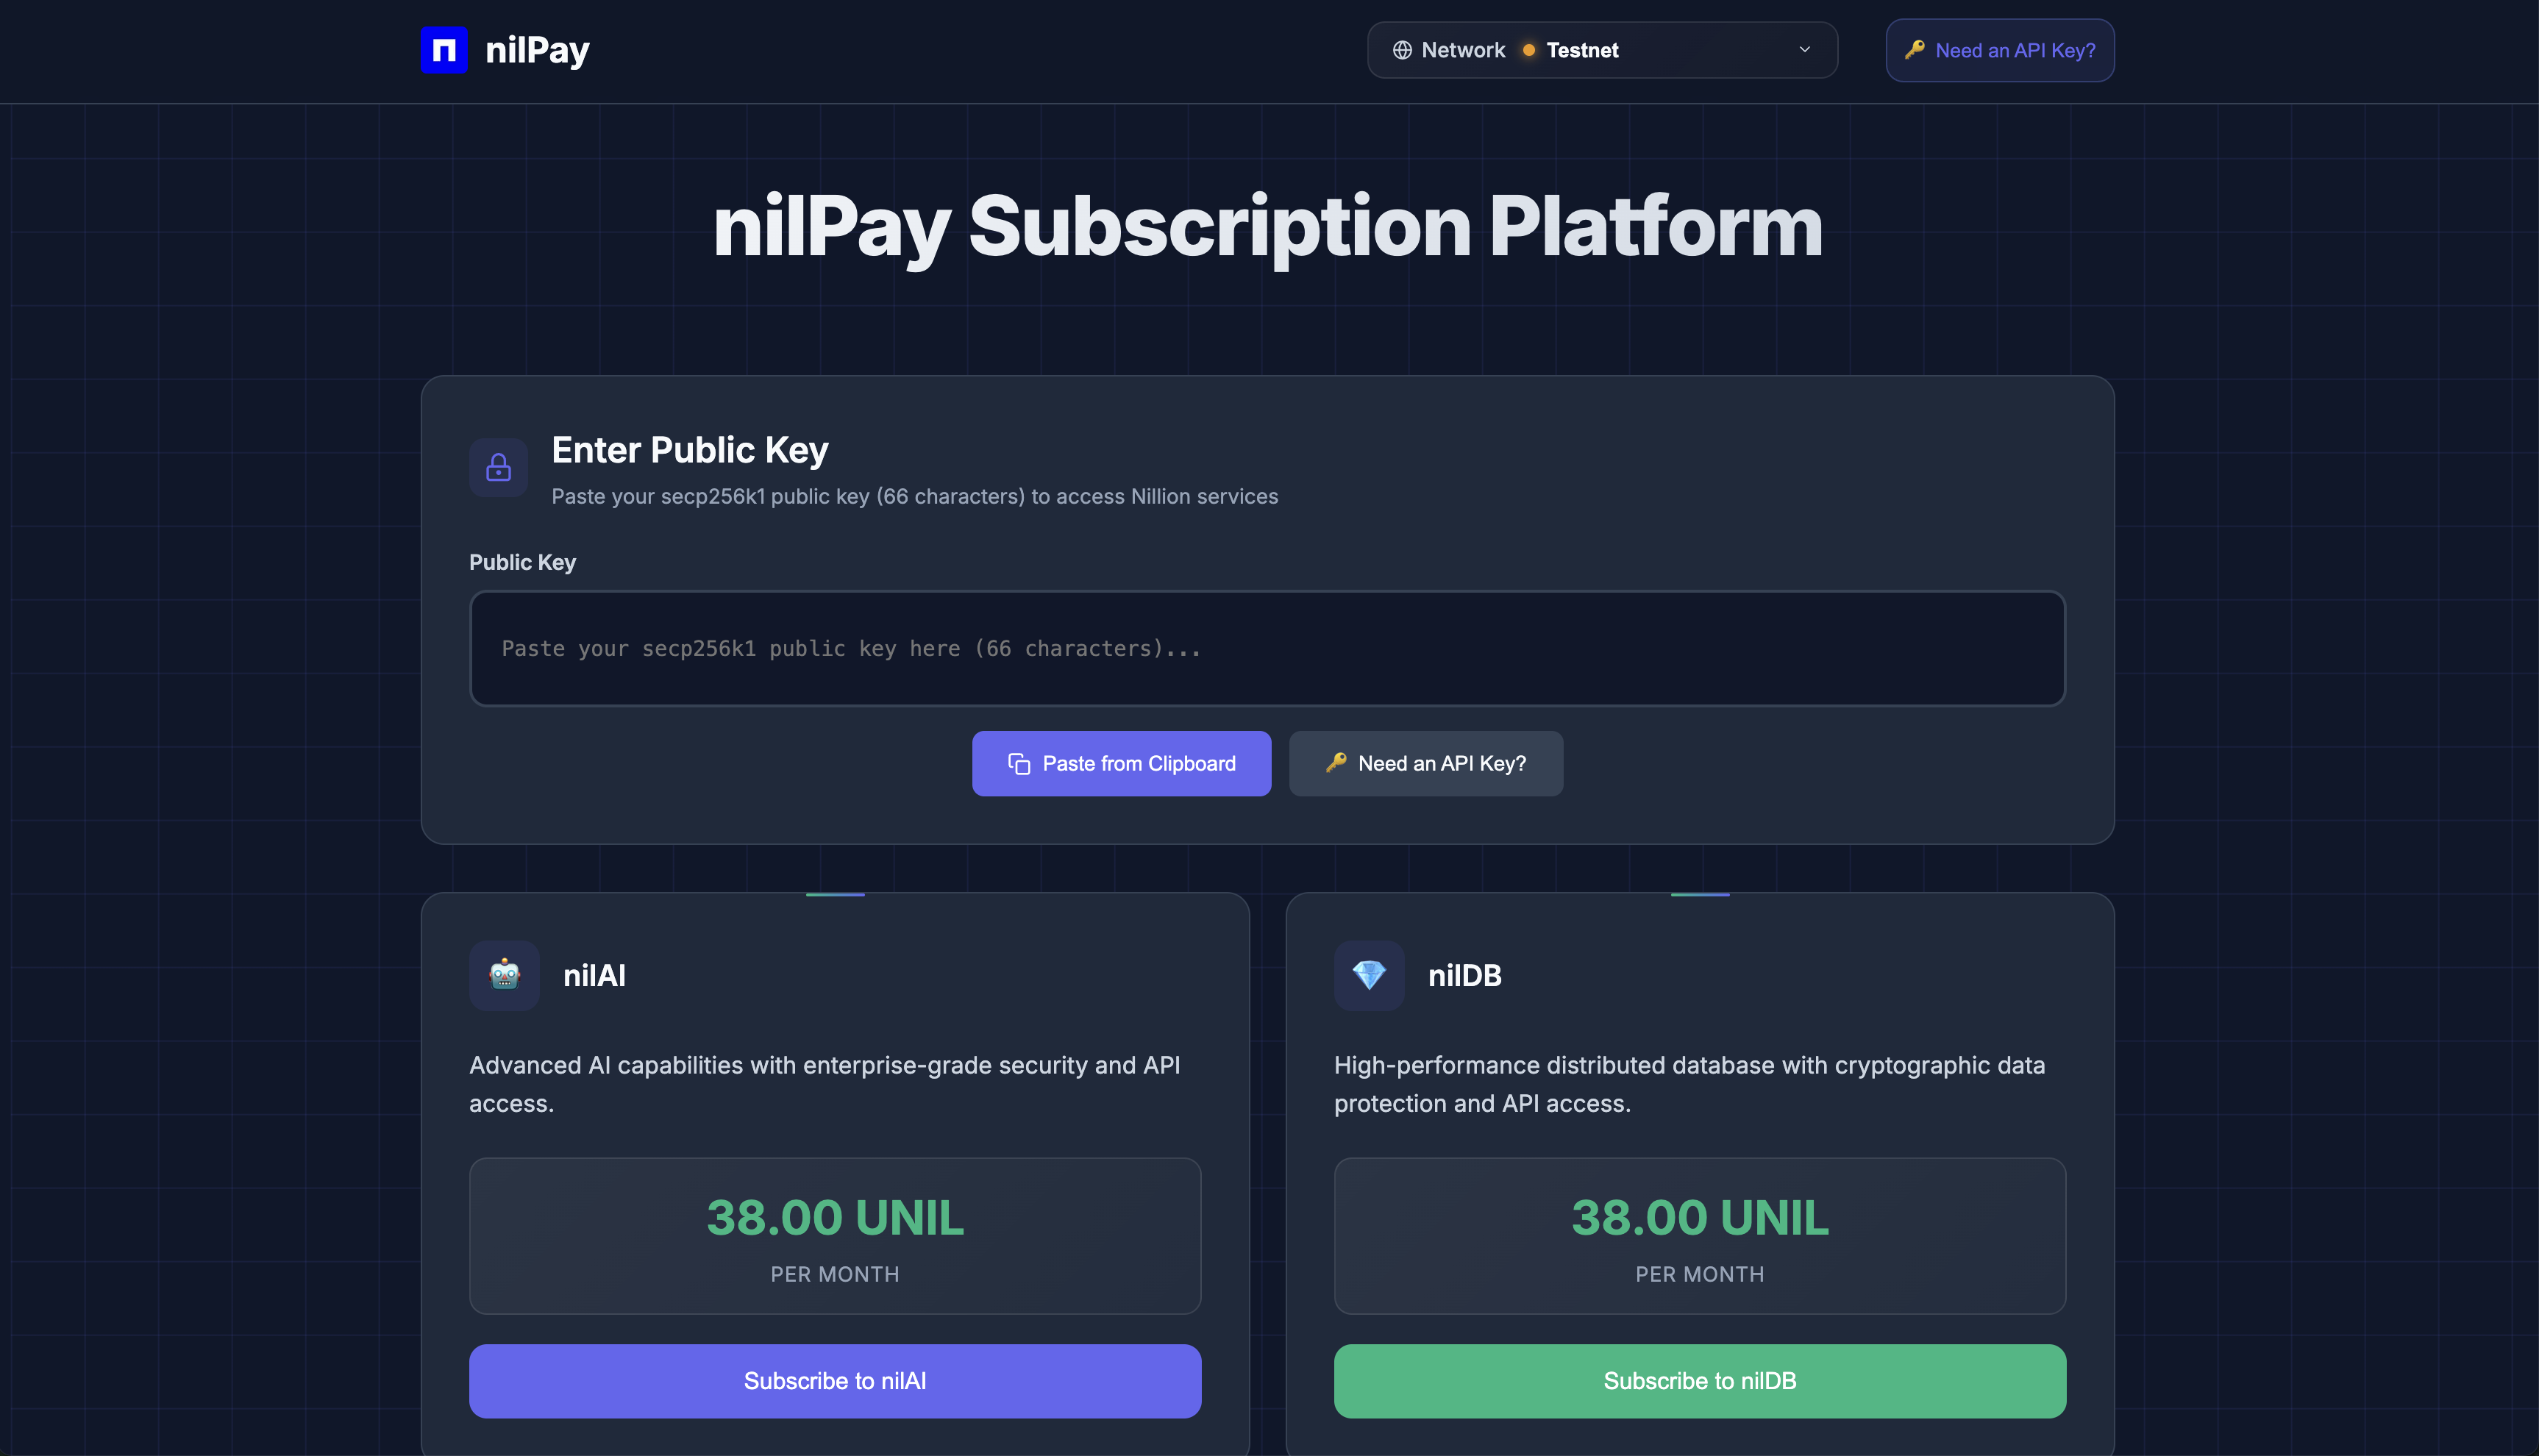 nilPay
Network Testnet
Need an API Key?
nilPay Subscription Platform
Enter Public Key
Paste your secp256k1 public key (66 characters) to access Nillion services
Public Key
Paste your secp256k1 public key here (66 characters)...
Paste from Clipboard
Need an API Key?
nilAI
Advanced AI capabilities with enterprise-grade security and API
access.
38.00 UNIL
PER MONTH
Subscribe to nilAI
nilDB
High-performance distributed database with cryptographic data
protection and API access.
38.00 UNIL
PER MONTH
Subscribe to nilDB